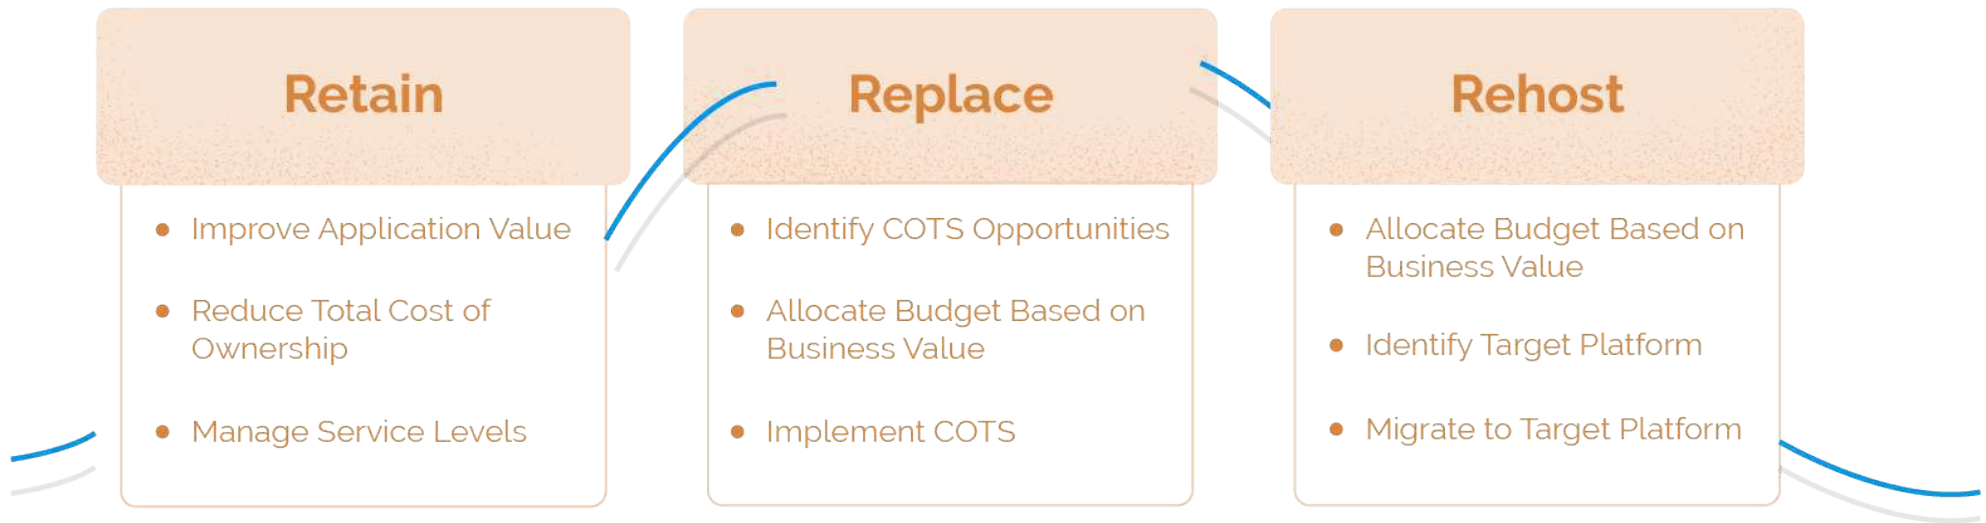 Retain
Improve Application Value
Reduce Total Cost of
Ownership
Manage Service Levels
Replace
Identify COTS Opportunities
Allocate Budget Based on
Business Value
Implement COTS
Rehost
Allocate Budget Based on
Business Value
Identify Target Platform
Migrate to Target Platform